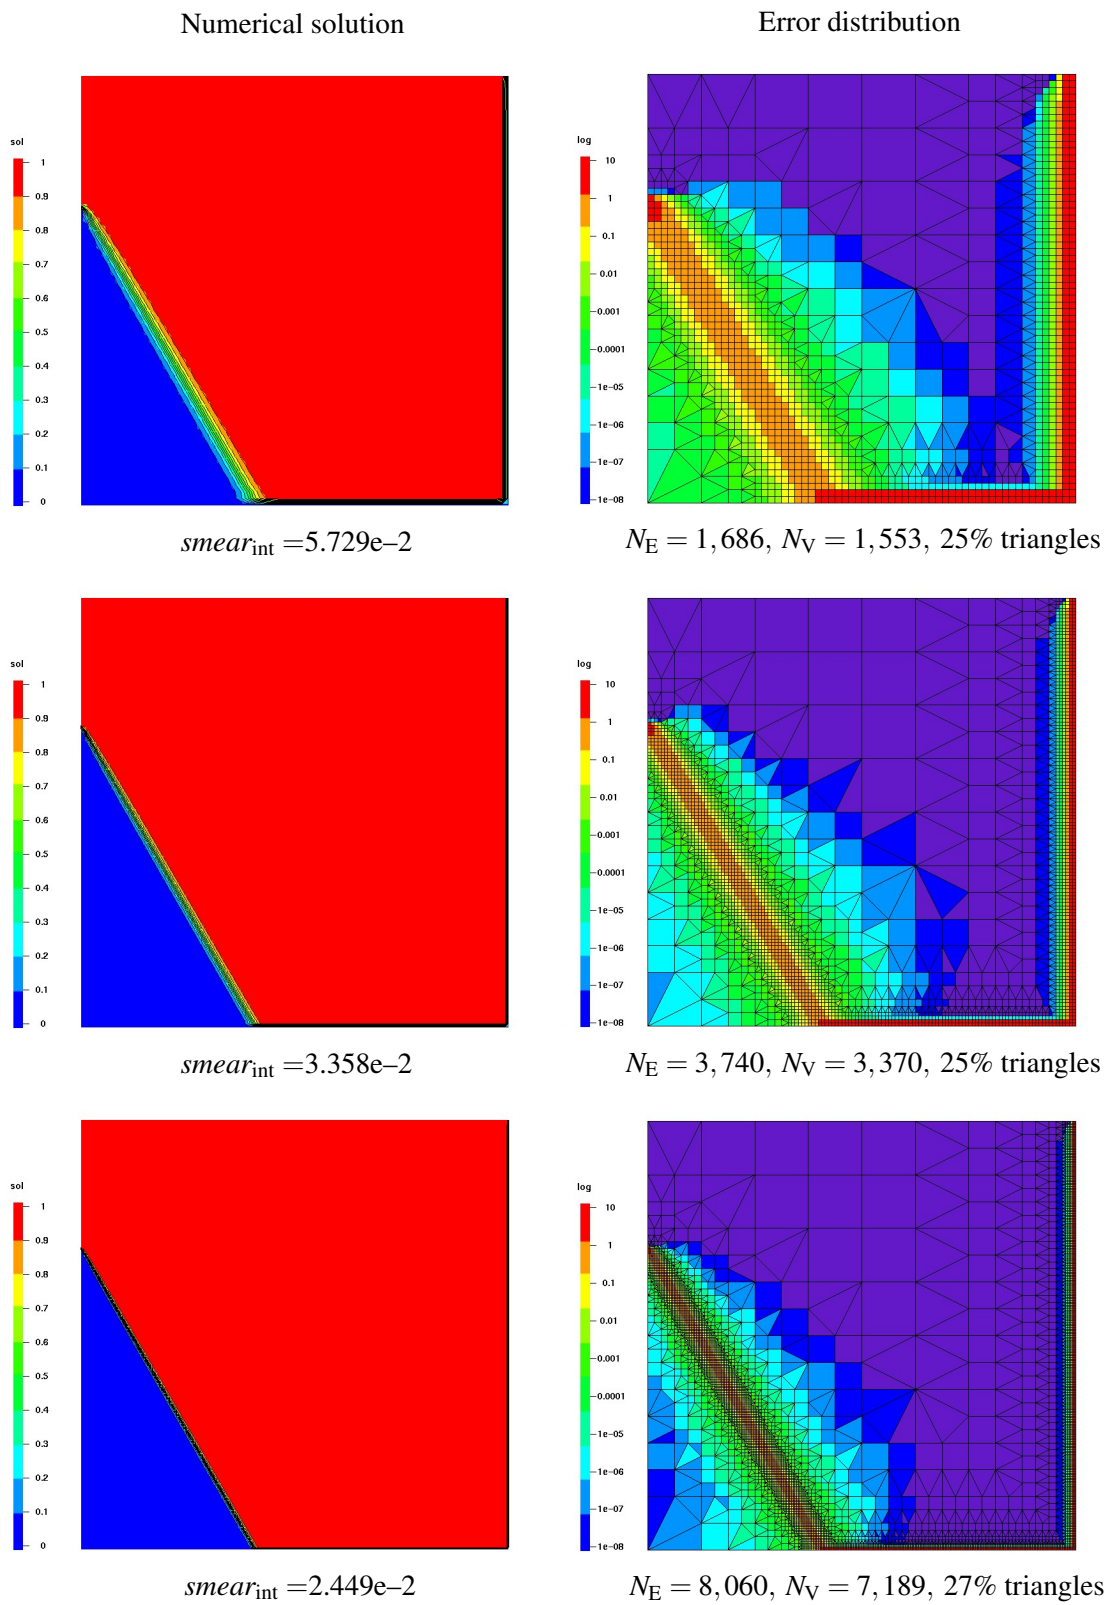 Numerical solution
Error distribution
sol
1
0.9
0.8
0.7
0.6
0.5
0.4
0.3
0.2
0.1
0
log
10
1
0.1
0.01
0.001
0.0001
1e-05
1e-06
1e-07
1e-08
smear_int =5.729e–2
N_E = 1,686, N_V = 1,553, 25% triangles
sol
1
0.9
0.8
0.7
0.6
0.5
0.4
0.3
0.2
0.1
0
log
10
1
0.1
0.01
0.001
0.0001
1e-05
1e-06
1e-07
1e-08
smear_int =3.358e–2
N_E = 3,740, N_V = 3,370, 25% triangles
sol
1
0.9
0.8
0.7
0.6
0.5
0.4
0.3
0.2
0.1
0
log
10
1
0.1
0.01
0.001
0.0001
1e-05
1e-06
1e-07
1e-08
smear_int =2.449e–2
N_E = 8,060, N_V = 7,189, 27% triangles